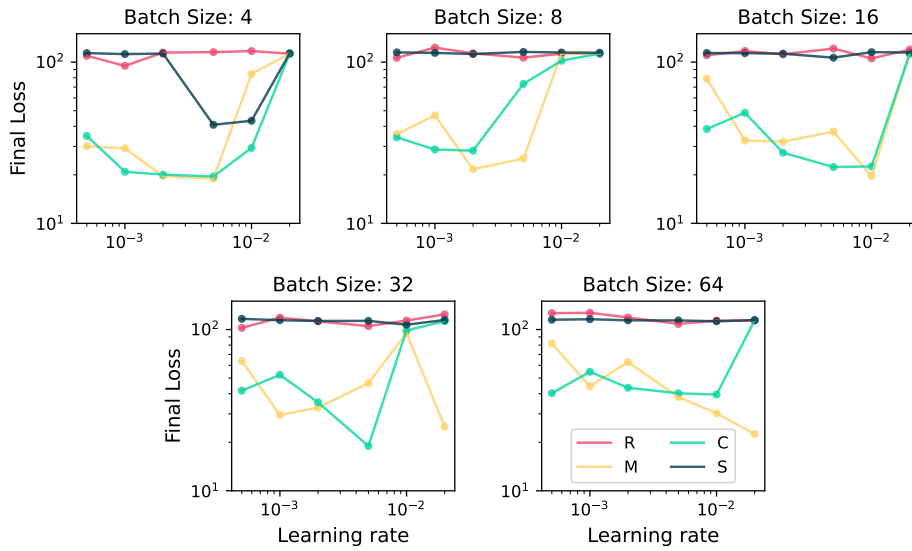 Batch Size: 4
Batch Size: 8
Batch Size: 16
Final Loss
10²
10¹
10⁻³
10⁻²
10²
10¹
10⁻³
10⁻²
10²
10¹
10⁻³
10⁻²
Batch Size: 32
Batch Size: 64
Final Loss
10²
10¹
10⁻³
10⁻²
Learning rate
10²
10¹
10⁻³
10⁻²
Learning rate
R
M
C
S